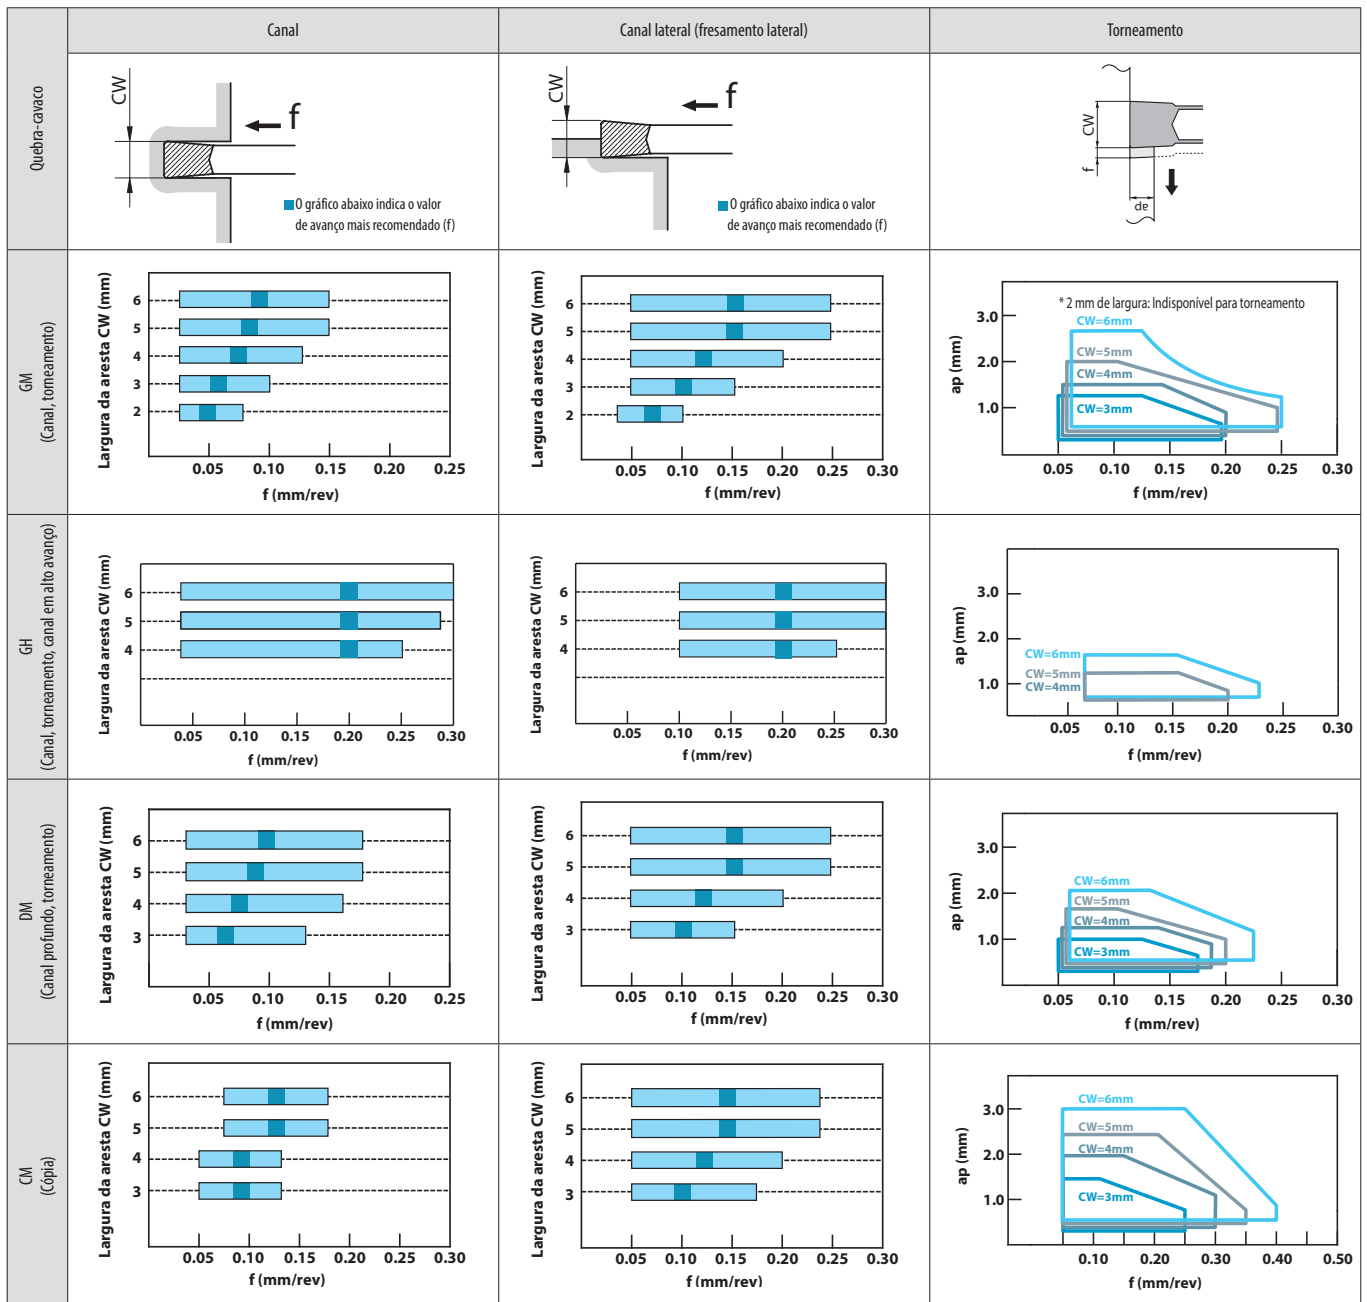 Quebra-cavaco
Canal
Canal lateral (fresamento lateral)
Torneamento
CW
f
O gráfico abaixo indica o valor
de avanço mais recomendado (f)
CW
f
O gráfico abaixo indica o valor
de avanço mais recomendado (f)
CW
f
ap
GM
(Canal, torneamento)
Largura da aresta CW (mm)
6
5
4
3
2
0.05 0.10 0.15 0.20 0.25
f (mm/rev)
Largura da aresta CW (mm)
6
5
4
3
2
0.05 0.10 0.15 0.20 0.25 0.30
f (mm/rev)
* 2 mm de largura: Indisponível para torneamento
ap (mm)
3.0
2.0
1.0
CW=6mm
CW=5mm
CW=4mm
CW=3mm
0.05 0.10 0.15 0.20 0.25 0.30
f (mm/rev)
GH
(Canal, torneamento, canal em alto avanço)
Largura da aresta CW (mm)
6
5
4
0.05 0.10 0.15 0.20 0.25 0.30
f (mm/rev)
Largura da aresta CW (mm)
6
5
4
0.05 0.10 0.15 0.20 0.25 0.30
f (mm/rev)
ap (mm)
3.0
2.0
1.0
CW=6mm
CW=5mm
CW=4mm
0.05 0.10 0.15 0.20 0.25 0.30
f (mm/rev)
DM
(Canal profundo, torneamento)
Largura da aresta CW (mm)
6
5
4
3
0.05 0.10 0.15 0.20 0.25
f (mm/rev)
Largura da aresta CW (mm)
6
5
4
3
0.05 0.10 0.15 0.20 0.25 0.30
f (mm/rev)
ap (mm)
3.0
2.0
1.0
CW=6mm
CW=5mm
CW=4mm
CW=3mm
0.05 0.10 0.15 0.20 0.25 0.30
f (mm/rev)
CM
(Cópia)
Largura da aresta CW (mm)
6
5
4
3
0.05 0.10 0.15 0.20 0.25 0.30
f (mm/rev)
Largura da aresta CW (mm)
6
5
4
3
0.05 0.10 0.15 0.20 0.25 0.30
f (mm/rev)
ap (mm)
3.0
2.0
1.0
CW=6mm
CW=5mm
CW=4mm
CW=3mm
0.10 0.20 0.30 0.40 0.50
f (mm/rev)